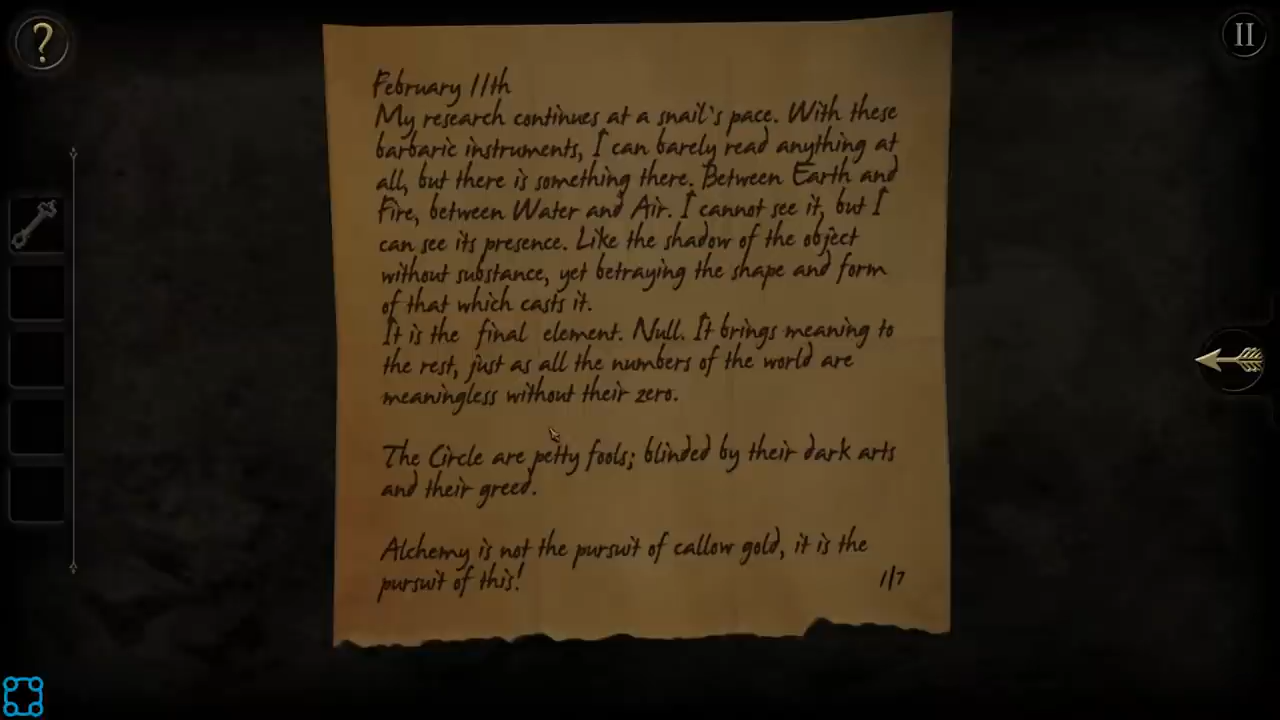 February 11th
My research continues at a snail's pace. With these
barbaric instruments, I can barely read anything at
all, but there is something there. Between Earth and
Fire, between Water and Air. I cannot see it, but I
can see its presence. Like the shadow of the object
without substance, yet betraying the shape and form
of that which casts it.
It is the final element. Null. It brings meaning to
the rest, just as all the numbers of the world are
meaningless without their zero.
The Circle are petty fools; blinded by their dark arts
and their greed.
Alchemy is not the pursuit of callow gold, it is the
pursuit of this!
1/7